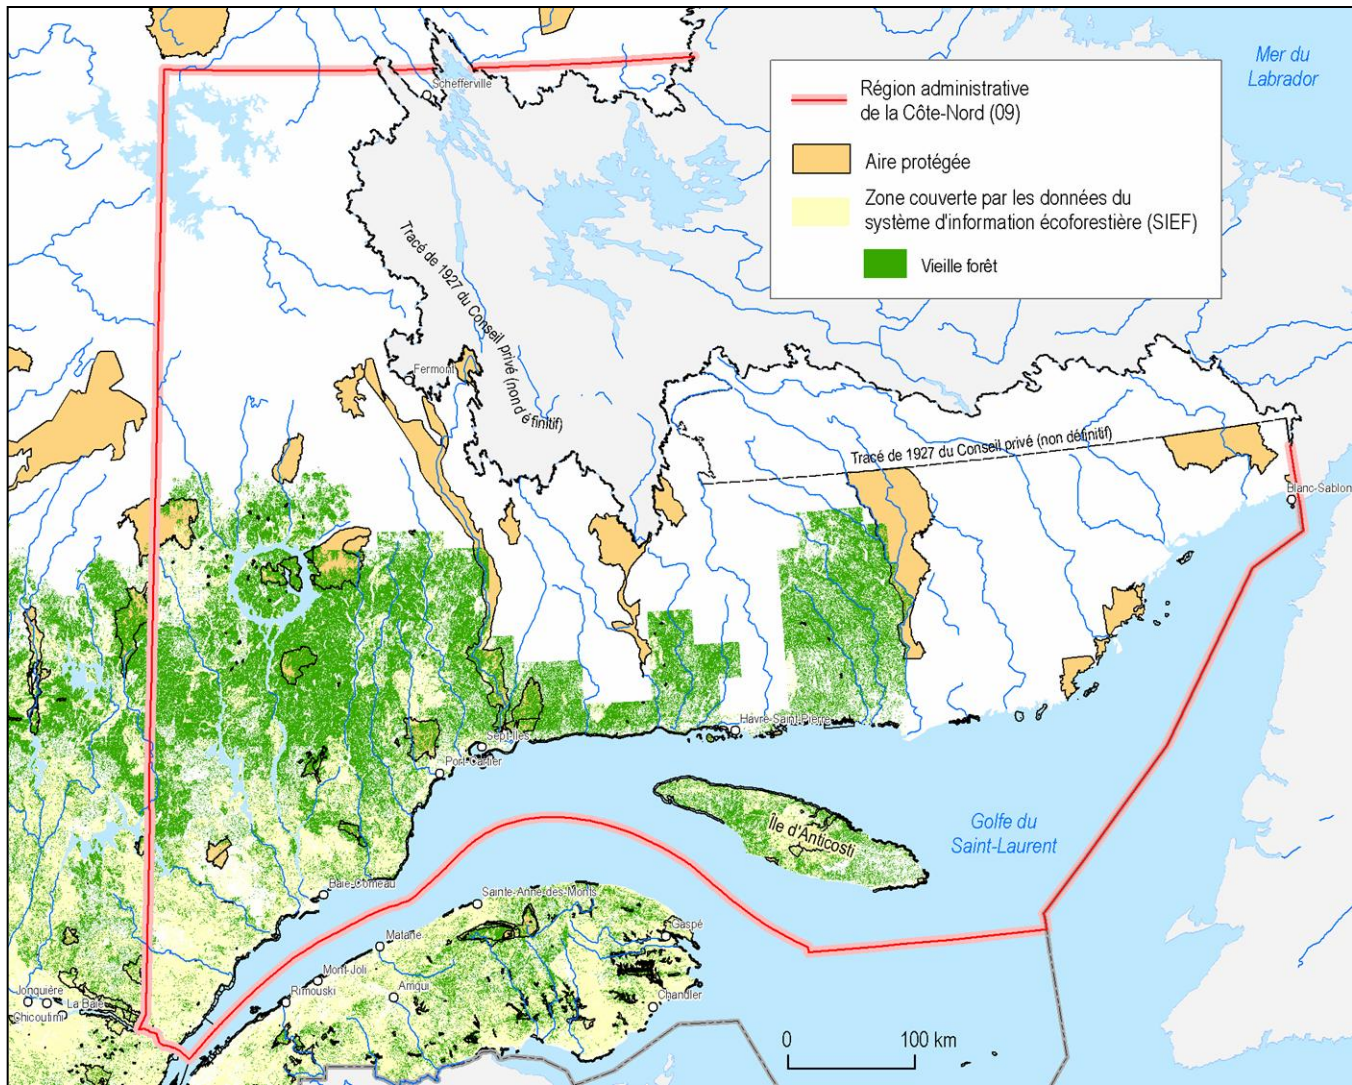 Mer du
Labrador
Schefferville
Région administrative
de la Côte-Nord (09)
Aire protégée
Zone couverte par les données du
système d'information écoforestière (SIEF)
Vieille forêt
Tracé de 1927 du Conseil privé (non définitif)
Fermont
Tracé de 1927 du Conseil privé (non définitif)
Blanc-Sablon
Havre-Saint-Pierre
Sept-Îles
Port-Cartier
Île d'Anticosti
Golfe du
Saint-Laurent
Baie-Comeau
Sainte-Anne-des-Monts
Gaspé
Matane
Mont-Joli
Rimouski
Amqui
Chandler
Jonquière
La Baie
Chicoutimi
0 100 km